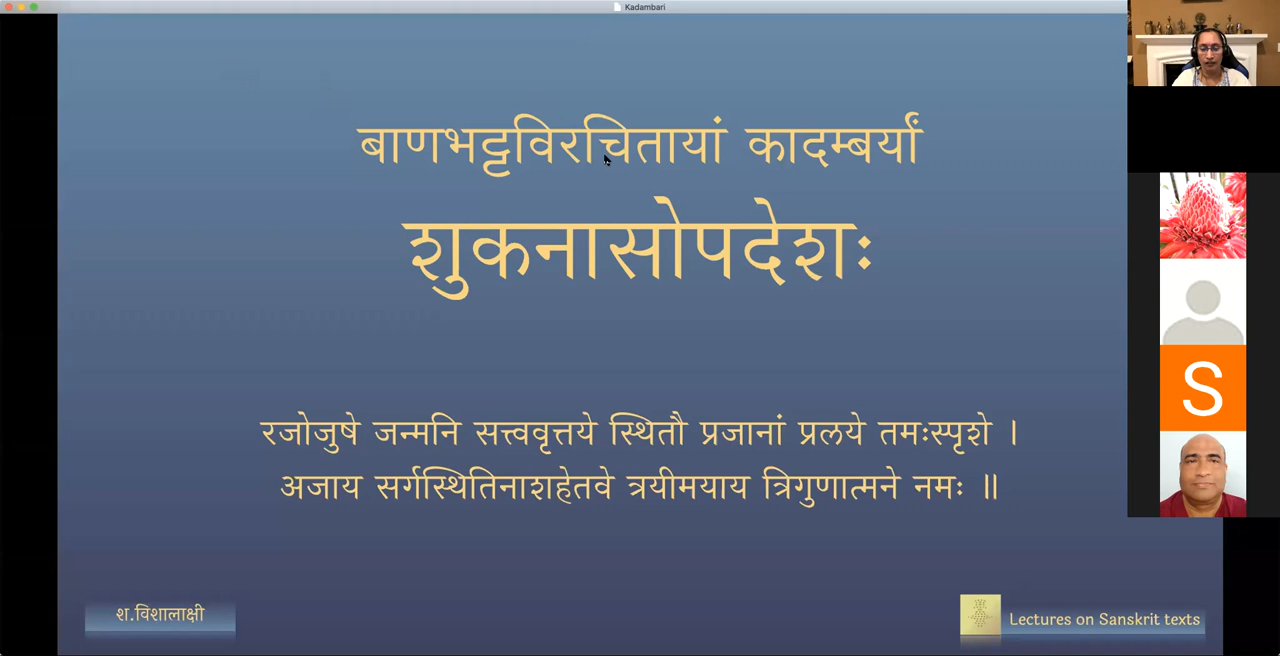 Kadambari
बाणभट्टविरचितायां कादम्बर्यां
शुकनासोपदेशः
रजोजुषे जन्मनि सत्त्ववृत्तये स्थितौ प्रजानां प्रलये तमःस्पृशे ।
अजाय सर्गस्थितिनाशहेतवे त्रयीमयाय त्रिगुणात्मने नमः ॥
श.विशालाक्षी
Lectures on Sanskrit texts
S